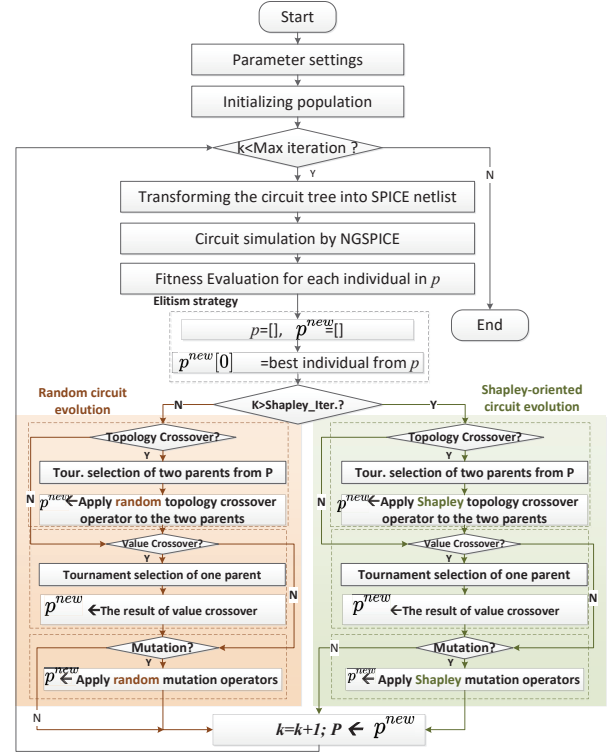 Start
Parameter settings
Initializing population
k<Max iteration ?
Y
N
Transforming the circuit tree into SPICE netlist
Circuit simulation by NGSPICE
Fitness Evaluation for each individual in p
Elitism strategy
p=[], p^new=[]
End
p^new[0] =best individual from p
Random circuit
evolution
Shapley-oriented
circuit evolution
N
K>Shapley_Iter.?
Y
Topology Crossover?
Y
N
Tour. selection of two parents from P
p^new ←Apply random topology crossover
operator to the two parents
Value Crossover?
Y
N
Tournament selection of one parent
p^new ←The result of value crossover
Mutation?
Y
N
p^new ← Apply random mutation operators
Topology Crossover?
Y
N
Tour. selection of two parents from P
p^new ←Apply Shapley topology crossover
operator to the two parents
Value Crossover?
Y
N
Tournament selection of one parent
p^new ←The result of value crossover
Mutation?
Y
N
p^new ← Apply Shapley mutation operators
k=k+1; P ← p^new